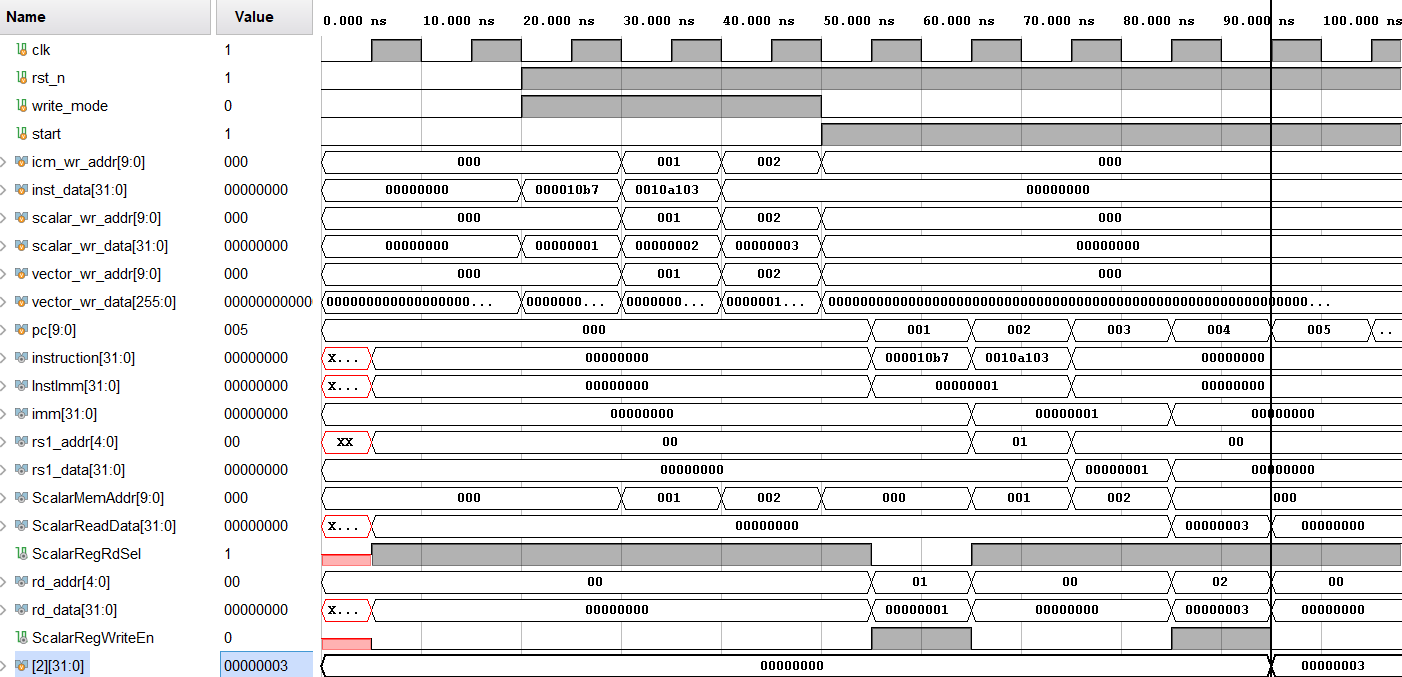 Name Value 0.000 ns 10.000 ns 20.000 ns 30.000 ns 40.000 ns 50.000 ns 60.000 ns 70.000 ns 80.000 ns 90.000 ns 100.000 ns
clk 1
rst_n 1
write_mode 0
start 1
icm_wr_addr[9:0] 000 000 001 002 000
inst_data[31:0] 00000000 00000000 000010b7 0010a103 00000000
scalar_wr_addr[9:0] 000 000 001 002 000
scalar_wr_data[31:0] 00000000 00000000 00000001 00000002 00000003 00000000
vector_wr_addr[9:0] 000 000 001 002 000
vector_wr_data[255:0] 00000000000 000000000000000000... 0000000... 0000000... 0000001... 000000000000000000000000000000000000000000000000000000000000...
pc[9:0] 005 000 001 002 003 004 005 ..
instruction[31:0] 00000000 X... 00000000 000010b7 0010a103 00000000
InstImm[31:0] 00000000 X... 00000000 00000001 00000000
imm[31:0] 00000000 00000000 00000001 00000000
rs1_addr[4:0] 00 XX 00 01 00
rs1_data[31:0] 00000000 00000000 00000001 00000000
ScalarMemAddr[9:0] 000 000 001 002 000 001 002 000
ScalarReadData[31:0] 00000000 X... 00000000 00000003 00000000
ScalarRegRdSel 1
rd_addr[4:0] 00 00 01 00 02 00
rd_data[31:0] 00000000 X... 00000000 00000001 00000000 00000003 00000000
ScalarRegWriteEn 0
[2][31:0] 00000003 00000000 00000003